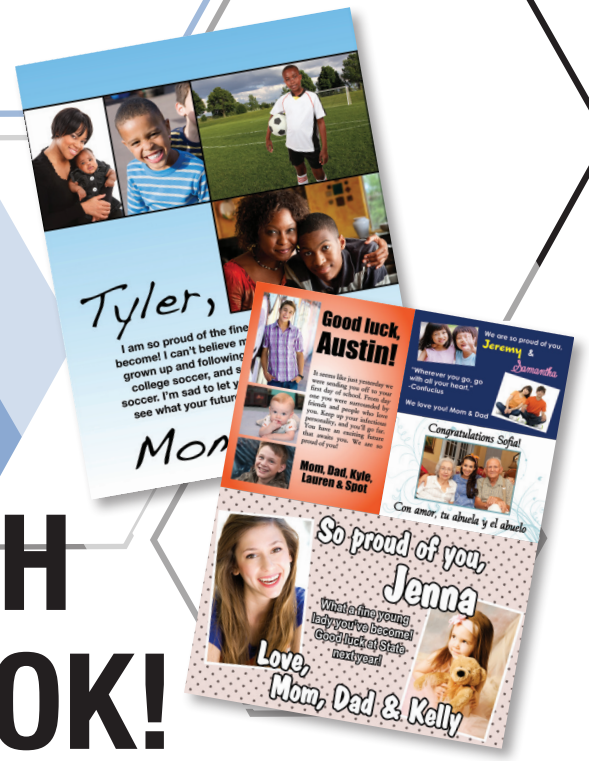 Tyler,
I am so proud of the fine
become! I can't believe
grown up and following
college soccer, and
soccer. I'm sad to let
see what your
Mom
Good luck,
Austin!
It seems like just yesterday we
were sending you off to your
first day of school. From day
one you were surrounded by
friends and people who love
you. Keep up your infectious
personality, and you'll go far.
You have an exciting future
that awaits you. We are so
proud of you!
Mom, Dad, Kyle,
Lauren & Spot
We are so proud of you,
Jeremy &
Samantha
"Wherever you go, go
with all your heart."
-Confucius
We love you! Mom & Dad
Congratulations Sofia!
Con amor, tu abuela y el abuelo
So proud of you,
Jenna
What a fine young
lady you've become!
Good luck at State
next year!
Love,
Mom, Dad & Kelly
H
OK!